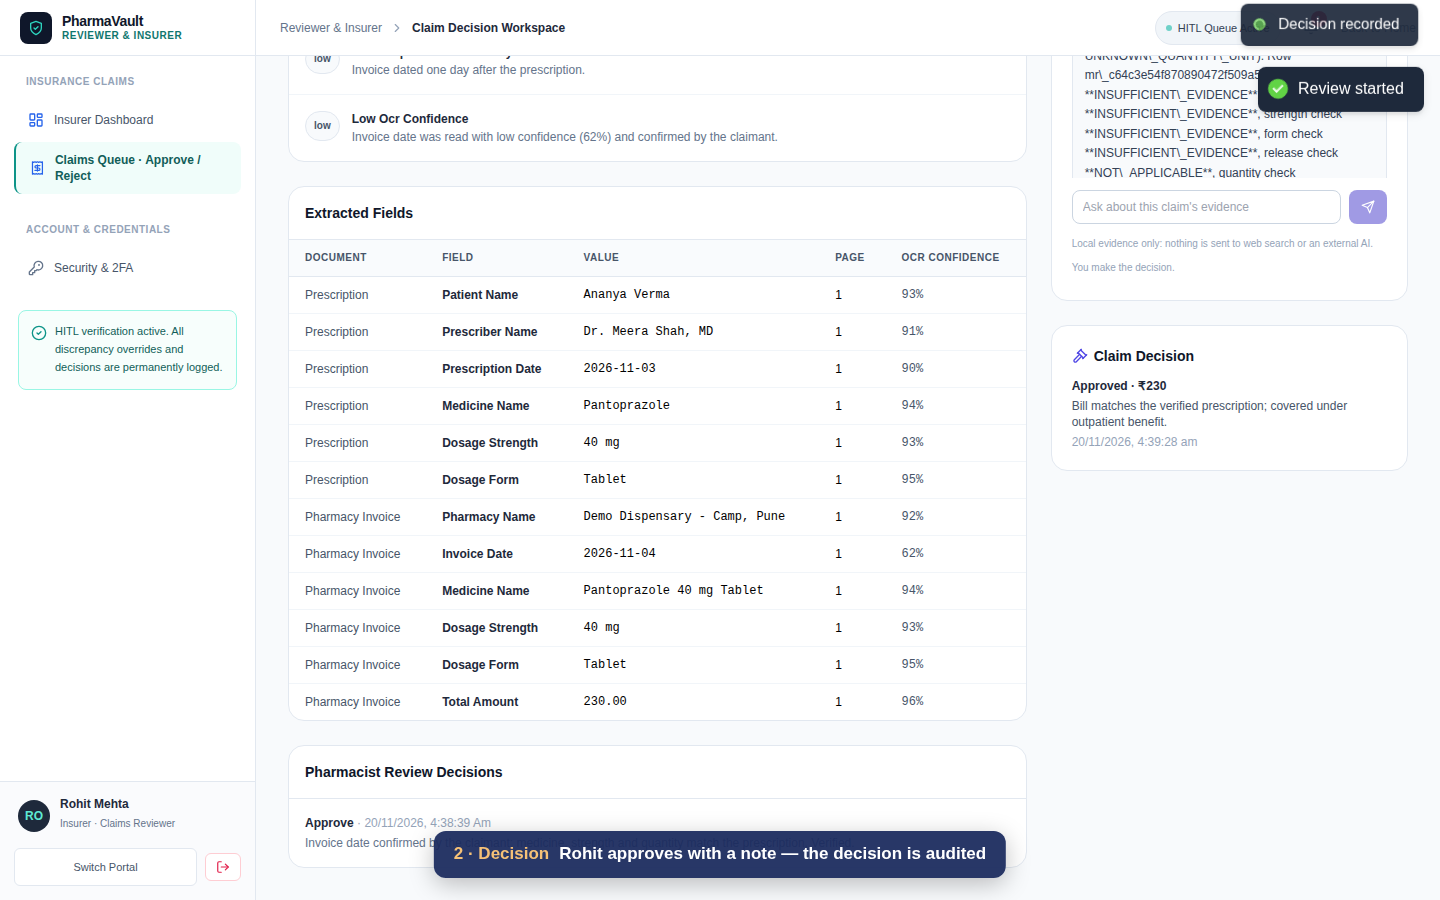 PharmaVault
REVIEWER & INSURER
INSURANCE CLAIMS
Insurer Dashboard
Claims Queue · Approve /
Reject
ACCOUNT & CREDENTIALS
Security & 2FA
HITL verification active. All
discrepancy overrides and
decisions are permanently logged.
RO
Rohit Mehta
Insurer · Claims Reviewer
Switch Portal
Reviewer & Insurer
Claim Decision Workspace
HITL Queue
Decision recorded
Review started
low
Invoice dated one day after the prescription.
low
Low Ocr Confidence
Invoice date was read with low confidence (62%) and confirmed by the claimant.
Extracted Fields
DOCUMENT FIELD VALUE PAGE OCR CONFIDENCE
Prescription Patient Name Ananya Verma 1 93%
Prescription Prescriber Name Dr. Meera Shah, MD 1 91%
Prescription Prescription Date 2026-11-03 1 90%
Prescription Medicine Name Pantoprazole 1 94%
Prescription Dosage Strength 40 mg 1 93%
Prescription Dosage Form Tablet 1 95%
Pharmacy Invoice Pharmacy Name Demo Dispensary - Camp, Pune 1 92%
Pharmacy Invoice Invoice Date 2026-11-04 1 62%
Pharmacy Invoice Medicine Name Pantoprazole 40 mg Tablet 1 94%
Pharmacy Invoice Dosage Strength 40 mg 1 93%
Pharmacy Invoice Dosage Form Tablet 1 95%
Pharmacy Invoice Total Amount 230.00 1 96%
Pharmacist Review Decisions
Approve · 20/11/2026, 4:38:39 AM
Invoice date confirmed
2 · Decision Rohit approves with a note — the decision is audited
UNKNOWN\_QUANTITY\_UNIT). Row
mr\_c64c3e54f870890472f509a5
**INSUFFICIENT\_EVIDENCE**
**INSUFFICIENT\_EVIDENCE**, strength check
**INSUFFICIENT\_EVIDENCE**, form check
**INSUFFICIENT\_EVIDENCE**, release check
**NOT\_APPLICABLE**, quantity check
Ask about this claim's evidence
Local evidence only: nothing is sent to web search or an external AI.
You make the decision.
Claim Decision
Approved · ₹230
Bill matches the verified prescription; covered under
outpatient benefit.
20/11/2026, 4:39:28 am